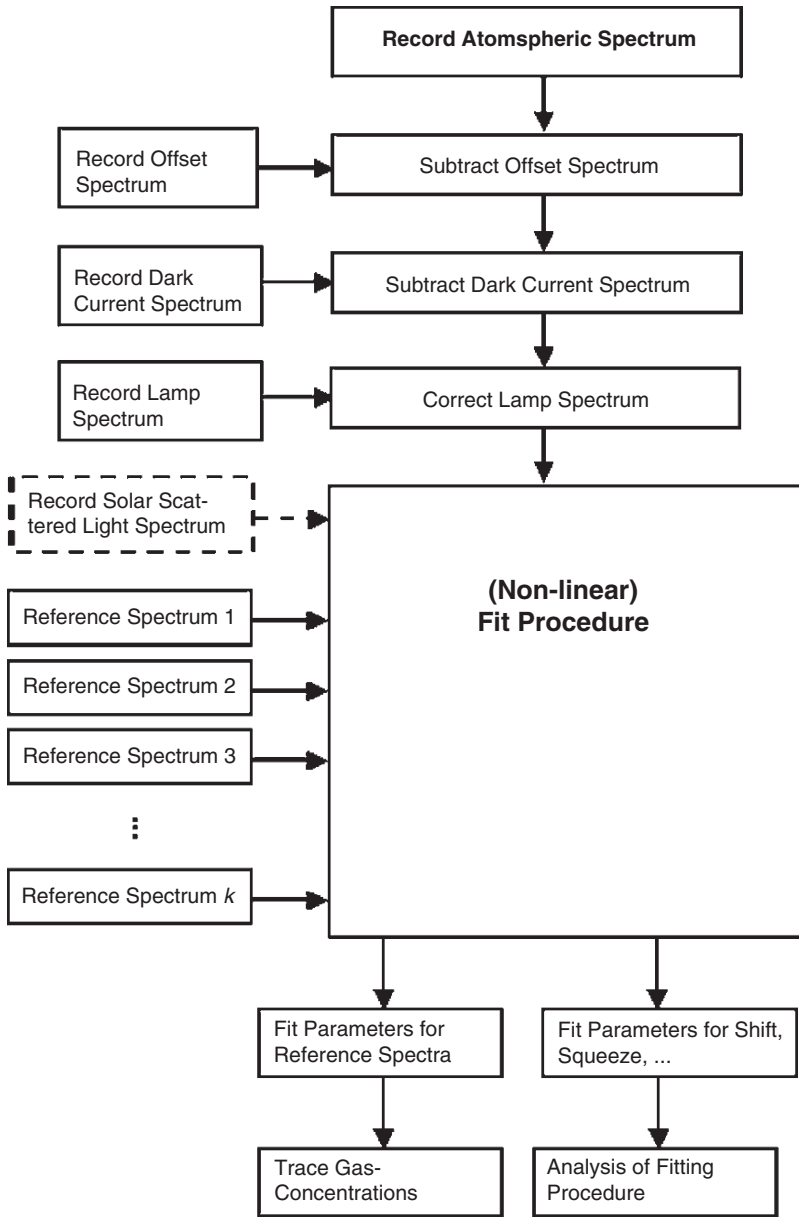 Record Atomspheric Spectrum
Record Offset
Spectrum
Subtract Offset Spectrum
Record Dark
Current Spectrum
Subtract Dark Current Spectrum
Record Lamp
Spectrum
Correct Lamp Spectrum
Record Solar Scat-
tered Light Spectrum
(Non-linear)
Fit Procedure
Reference Spectrum 1
Reference Spectrum 2
Reference Spectrum 3
...
Reference Spectrum k
Fit Parameters for
Reference Spectra
Fit Parameters for Shift,
Squeeze, ...
Trace Gas-
Concentrations
Analysis of Fitting
Procedure